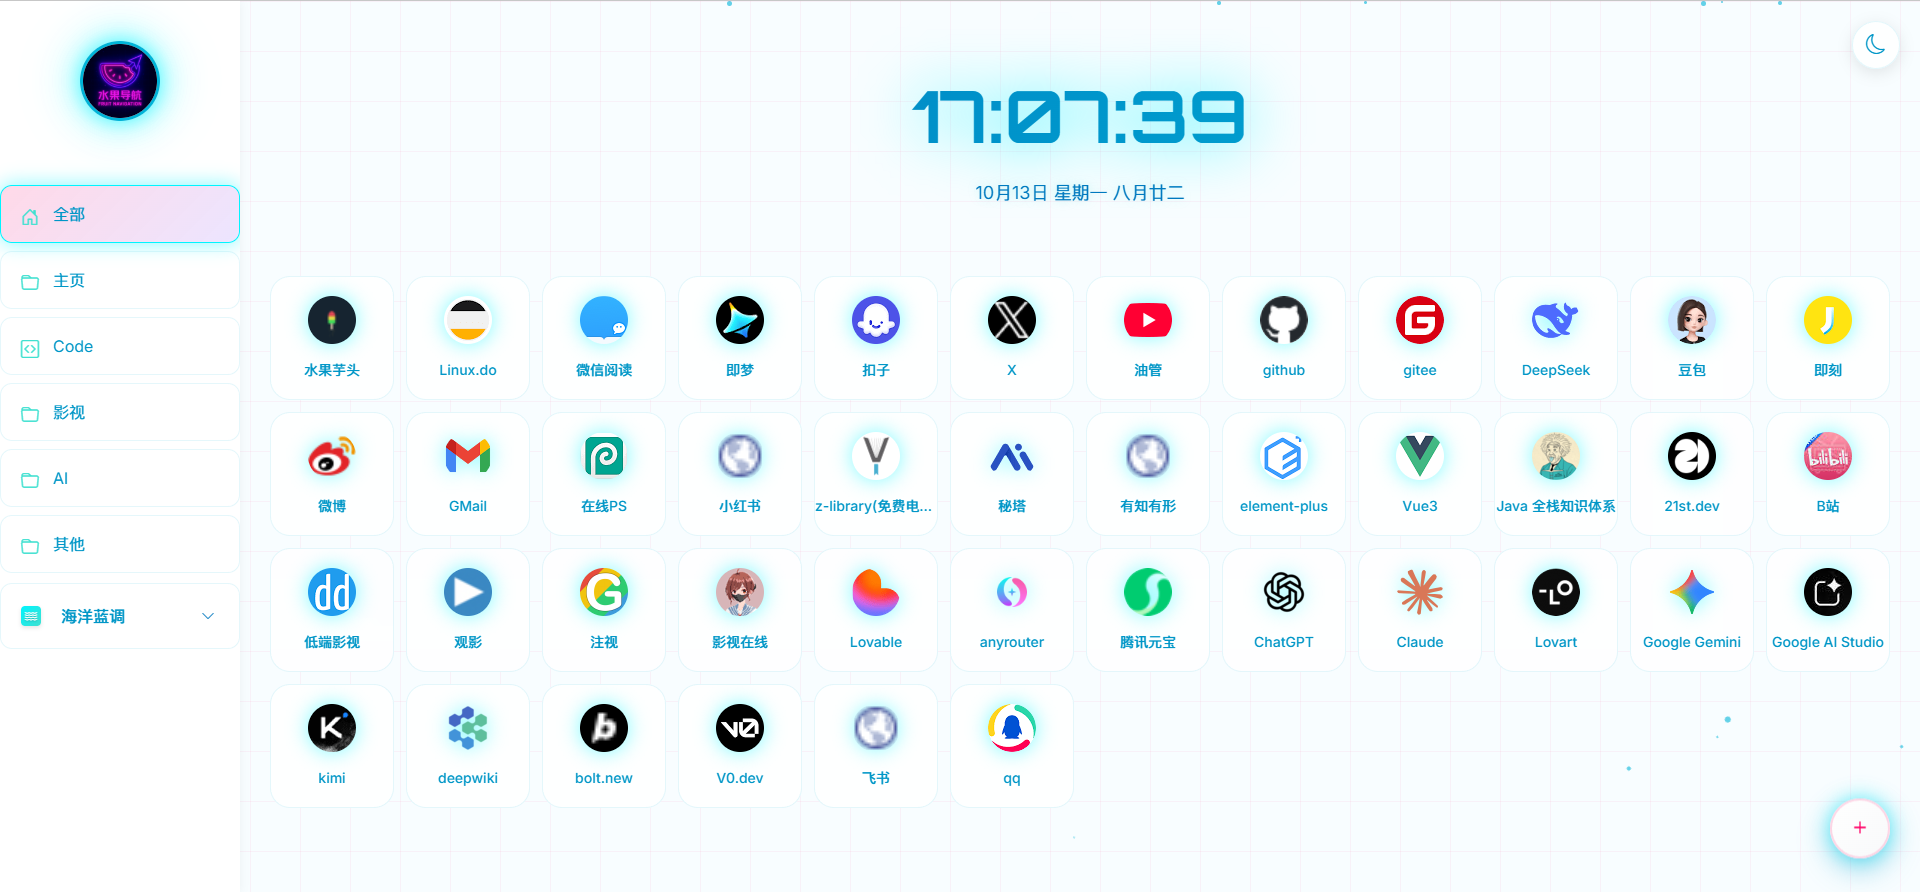 水果导航
FRUIT NAVIGATION
全部
主页
Code
影视
AI
其他
海洋蓝调
17:07:39
10月13日 星期一 八月廿二
水果芋头
Linux.do
微信阅读
即梦
扣子
X
油管
github
gitee
DeepSeek
豆包
即刻
微博
GMail
在线PS
小红书
z-library(免费电...
秘塔
有知有形
element-plus
Vue3
Java 全栈知识体系
21st.dev
bilibili
B站
dd
低端影视
观影
注视
影视在线
Lovable
anyrouter
腾讯元宝
ChatGPT
Claude
Lovart
Google Gemini
Google AI Studio
kimi
deepwiki
bolt.new
V0.dev
飞书
qq